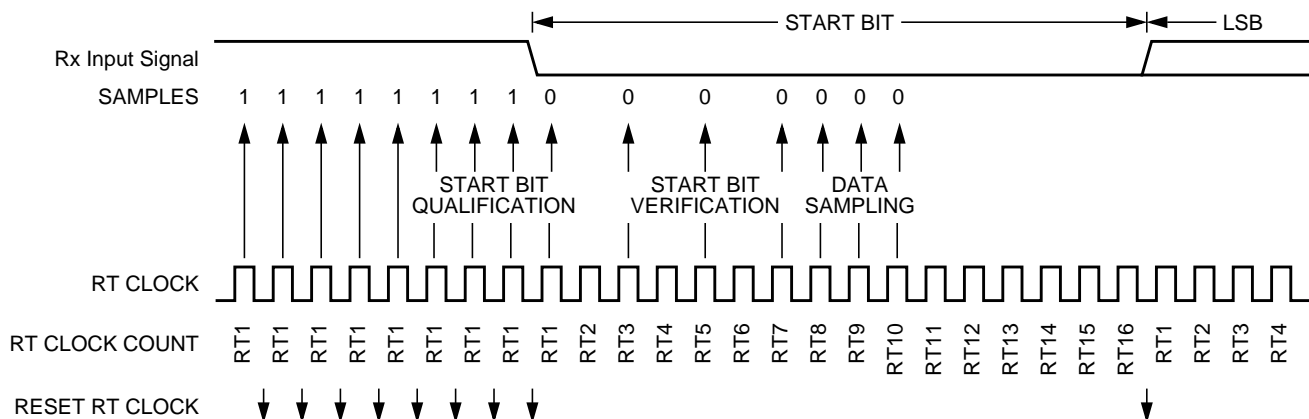 START BIT LSB
Rx Input Signal
SAMPLES 1 1 1 1 1 1 1 1 0 0 0 0 0 0 0
START BIT QUALIFICATION
START BIT VERIFICATION
DATA SAMPLING
RT CLOCK
RT CLOCK COUNT RT1 RT1 RT1 RT1 RT1 RT1 RT1 RT1 RT1 RT2 RT3 RT4 RT5 RT6 RT7 RT8 RT9 RT10 RT11 RT12 RT13 RT14 RT15 RT16 RT1 RT2 RT3 RT4
RESET RT CLOCK